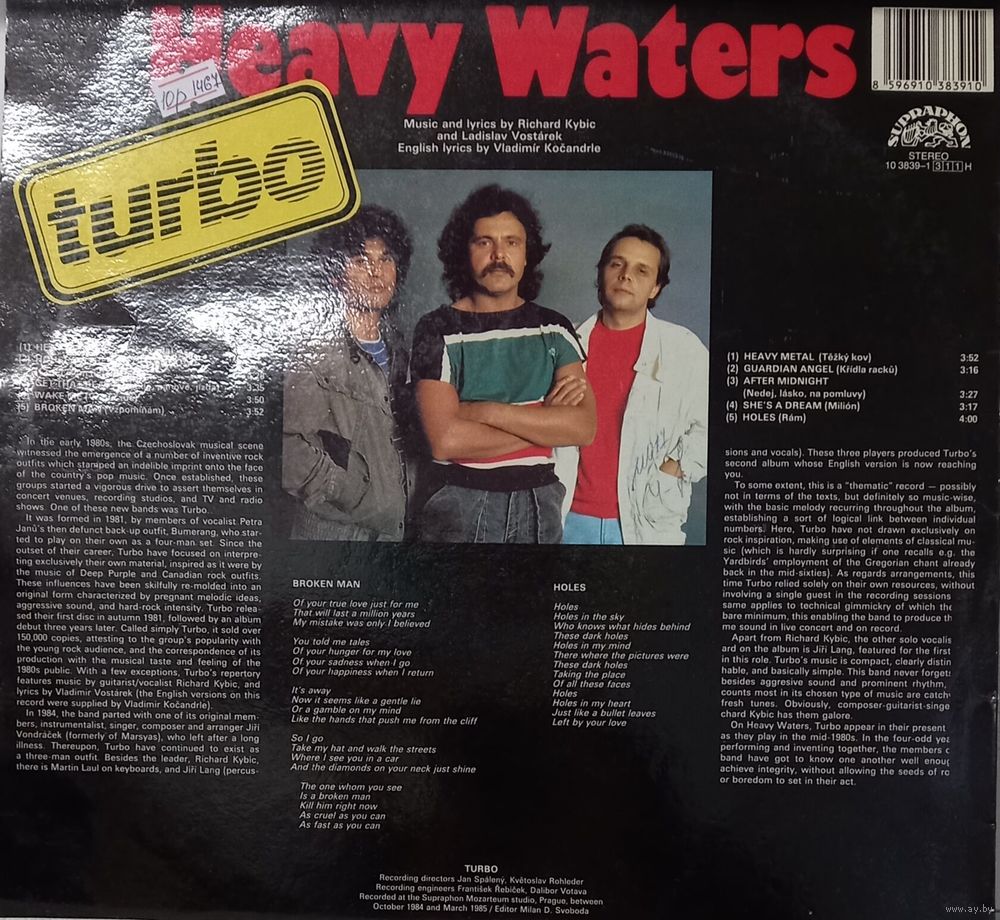 Heavy Waters
10p 1467
8 596910 383910
SUPRAPHON
STEREO
10 3839-1 311 H
Music and lyrics by Richard Kybic
and Ladislav Vostárek
English lyrics by Vladimír Kočandrle
turbo
(1)
3:35
3:50
(5) BROKEN MAN (Vzpomínám)
3:52
(1) HEAVY METAL (Těžký kov) 3:52
(2) GUARDIAN ANGEL (Křídla racků) 3:16
(3) AFTER MIDNIGHT
(Nedej, lásko, na pomluvy) 3:27
(4) SHE'S A DREAM (Milión) 3:17
(5) HOLES (Rám) 4:00
In the early 1980s, the Czechoslovak musical scene
witnessed the emergence of a number of inventive rock
outfits which stamped an indelible imprint onto the face
of the country's pop music. Once established, these
groups started a vigorous drive to assert themselves in
concert venues, recording studios, and TV and radio
shows. One of these new bands was Turbo.
It was formed in 1981, by members of vocalist Petra
Janů's then defunct back-up outfit, Bumerang, who star-
ted to play on their own as a four-man set. Since the
outset of their career, Turbo have focused on interpre-
ting exclusively their own material, inspired as it were by
the music of Deep Purple and Canadian rock outfits.
These influences have been skilfully re-molded into an
original form characterized by pregnant melodic ideas,
aggressive sound, and hard-rock intensity. Turbo relea-
sed their first disc in autumn 1981, followed by an album
debut three years later. Called simply Turbo, it sold over
150,000 copies, attesting to the group's popularity with
the young rock audience, and the correspondence of its
production with the musical taste and feeling of the
1980s public. With a few exceptions, Turbo's repertory
features music by guitarist/vocalist Richard Kybic, and
lyrics by Vladimir Vostárek (the English versions on this
record were supplied by Vladimir Kočandrle).
In 1984, the band parted with one of its original mem-
bers, instrumentalist, singer, composer and arranger Jiří
Vondráček (formerly of Marsyas), who left after a long
illness. Thereupon, Turbo have continued to exist as
a three-man outfit. Besides the leader, Richard Kybic,
there is Martin Laul on keyboards, and Jiří Lang (percus-
BROKEN MAN
Of your true love just for me
That will last a million years
My mistake was only I believed
You told me tales
Of your hunger for my love
Of your sadness when I go
Of your happiness when I return
It's away
Now it seems like a gentle lie
Or a gamble on my mind
Like the hands that push me from the cliff
So I go
Take my hat and walk the streets
Where I see you in a car
And the diamonds on your neck just shine
The one whom you see
Is a broken man
Kill him right now
As cruel as you can
As fast as you can
HOLES
Holes
Holes in the sky
Who knows what hides behind
These dark holes
Holes in my mind
There where the pictures were
These dark holes
Taking the place
Of all these faces
Holes
Holes in my heart
Just like a bullet leaves
Left by your love
sions and vocals). These three players produced Turbo's
second album whose English version is now reaching
you.
To some extent, this is a "thematic" record — possibly
not in terms of the texts, but definitely so music-wise,
with the basic melody recurring throughout the album,
establishing a sort of logical link between individual
numbers. Here, Turbo have not drawn exclusively on
rock inspiration, making use of elements of classical mu-
sic (which is hardly surprising if one recalls e.g. the
Yardbirds' employment of the Gregorian chant already
back in the mid-sixties). As regards arrangements, this
time Turbo relied solely on their own resources, without
involving a single guest in the recording sessions
same applies to technical gimmickry of which the
bare minimum, this enabling the band to produce th
me sound in live concert and on record.
Apart from Richard Kybic, the other solo vocalis
ard on the album is Jiří Lang, featured for the first
in this role. Turbo's music is compact, clearly distin
hable, and basically simple. This band never forgets
besides aggresive sound and prominent rhythm,
counts most in its chosen type of music are catch
fresh tunes. Obviously, composer-guitarist-singe
chard Kybic has them galore.
On Heavy Waters, Turbo appear in their present
as they play in the mid-1980s. In the four-odd yea
performing and inventing together, the members o
band have got to know one another well enoug
achieve integrity, without allowing the seeds of ro
or boredom to set in their act.
TURBO
Recording directors Jan Spálený, Květoslav Rohleder
Recording engineers František Řebíček, Dalibor Votava
Recorded at the Supraphon Mozarteum studio, Prague, between
October 1984 and March 1985 / Editor Milan D. Svoboda
www.ay.by